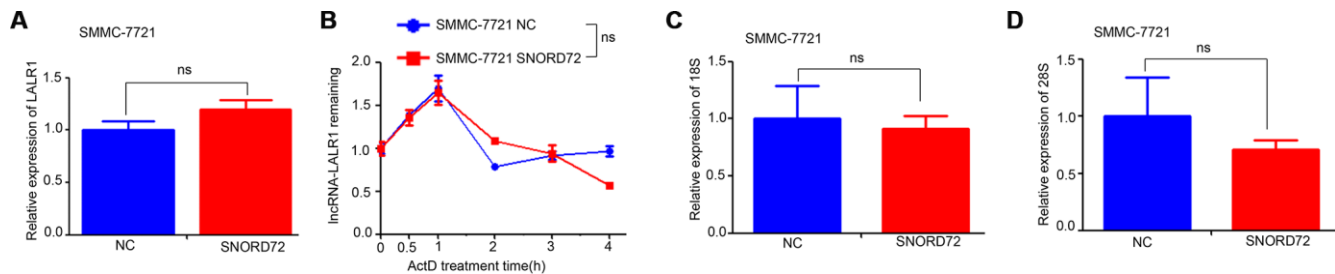 A
SMMC-7721
Relative expression of LALR1
1.5
1.0
0.5
0.0
ns
NC
SNORD72
B
SMMC-7721 NC
SMMC-7721 SNORD72
ns
lncRNA-LALR1 remaining
2.0
1.5
1.0
0.5
0.0
0
0.5
1
2
3
4
ActD treatment time(h)
C
SMMC-7721
Relative expression of 18S
1.5
1.0
0.5
0.0
ns
NC
SNORD72
D
SMMC-7721
Relative expression of 28S
1.5
1.0
0.5
0.0
ns
NC
SNORD72